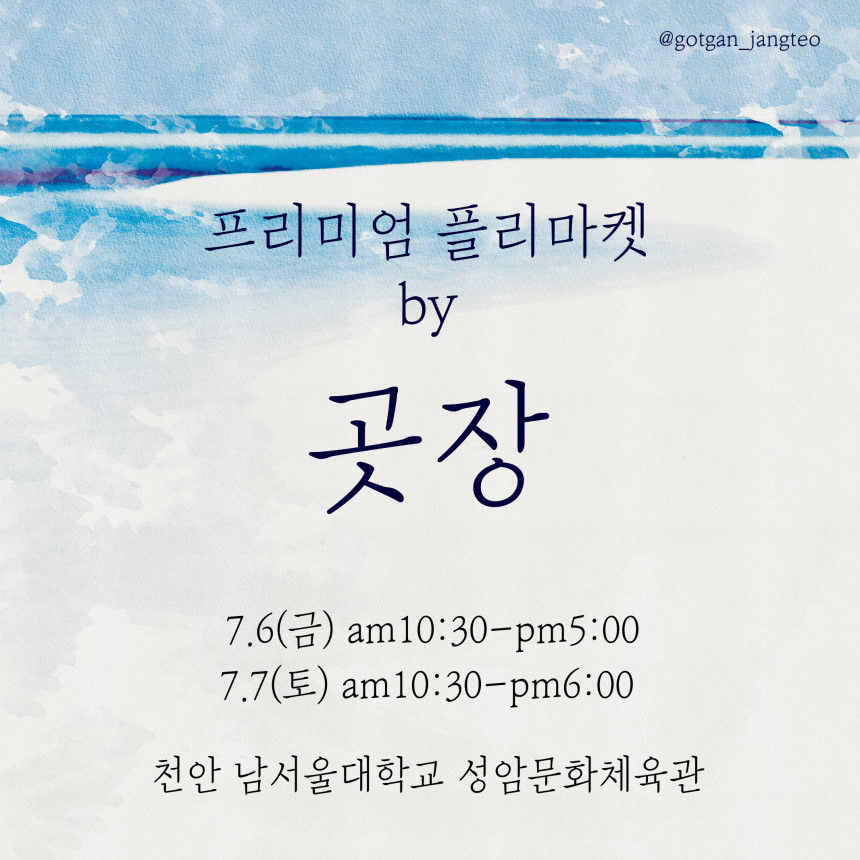 @gotgan_jangteo
프리미엄 플리마켓
by
곳장
7.6(금) am10:30-pm5:00
7.7(토) am10:30-pm6:00
천안 남서울대학교 성암문화체육관